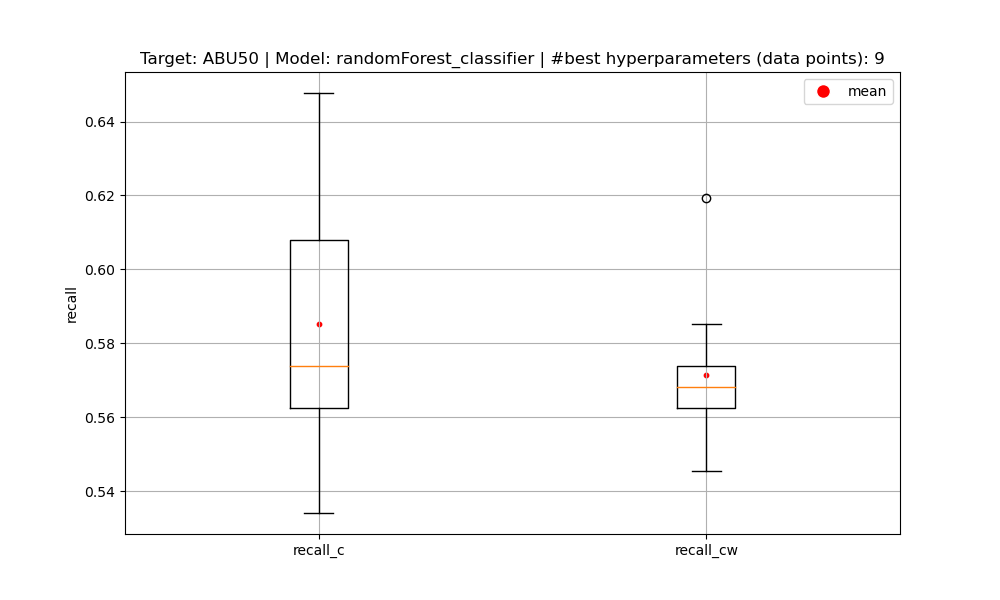 Target: ABU50 | Model: randomForest_classifier | #best hyperparameters (data points): 9
mean
0.64
0.62
0.60
0.58
0.56
0.54
recall
recall_c
recall_cw